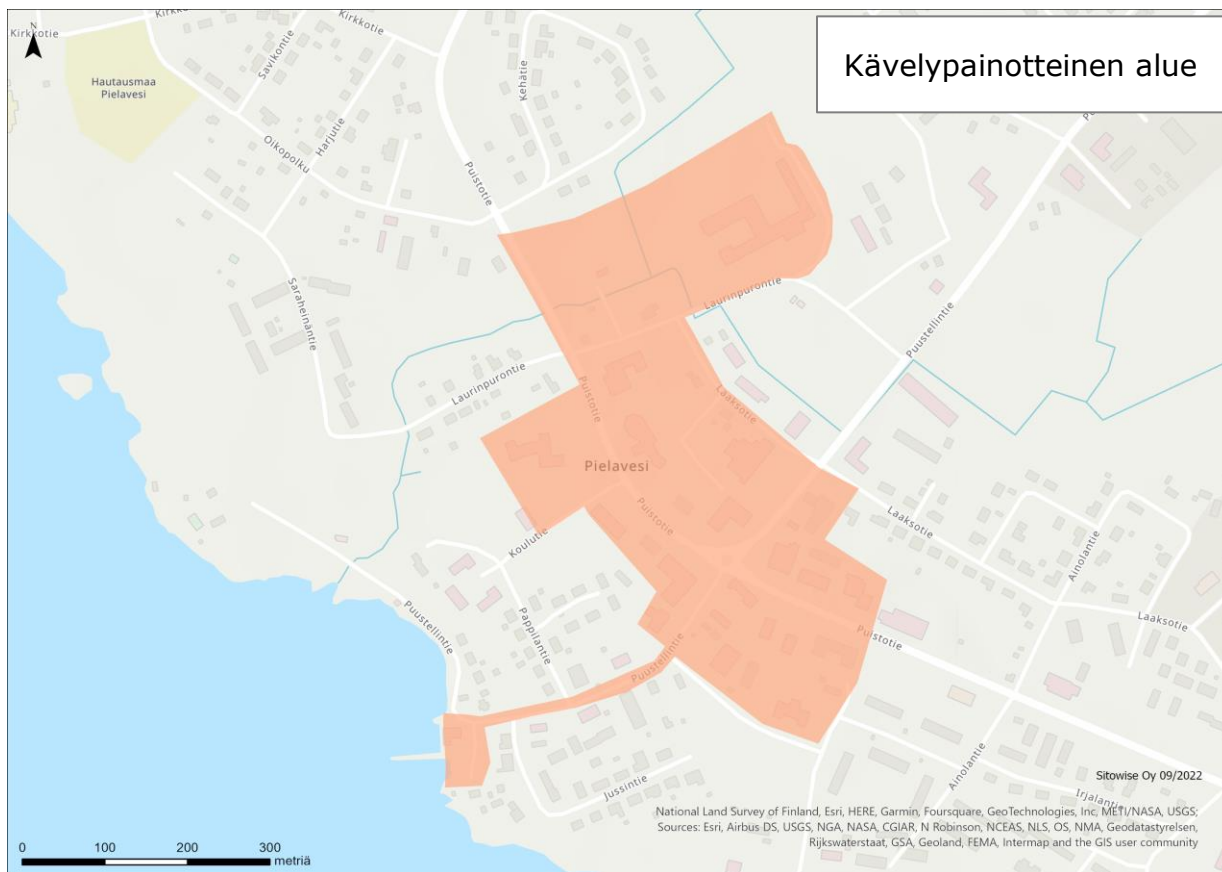 Kävelypainotteinen alue
N
Kirkkotie
Kirkkotie
Hautausmaa
Pielavesi
Savikontie
Harjutie
Oikopolku
Kehätie
Puistotie
Saraheinäntie
Laurinpurontie
Laurinpurontie
Puustellintie
Puistotie
Laaksotie
Pielavesi
Puistotie
Koulutie
Laaksotie
Ainolantie
Laaksotie
Puustellintie
Pappilantie
Puustellintie
Puistotie
Jussintie
Ainolantie
Irjalantie
Sitowise Oy 09/2022
National Land Survey of Finland, Esri, HERE, Garmin, Foursquare, GeoTechnologies, Inc, METI/NASA, USGS;
Sources: Esri, Airbus DS, USGS, NGA, NASA, CGIAR, N Robinson, NCEAS, NLS, OS, NMA, Geodatastyrelsen,
Rijkswaterstaat, GSA, Geoland, FEMA, Intermap and the GIS user community
0 100 200 300
metriä